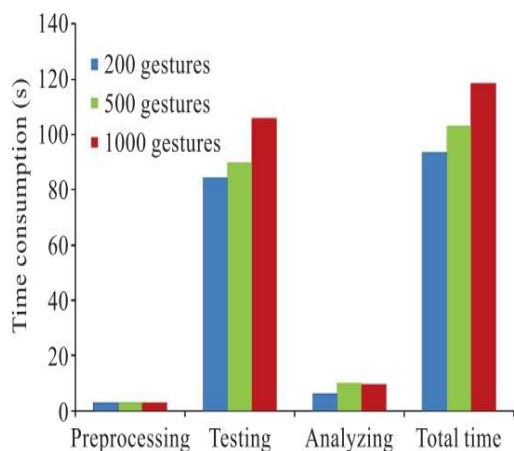 Time consumption (s)
140
120
100
80
60
40
20
0
200 gestures
500 gestures
1000 gestures
Preprocessing Testing Analyzing Total time